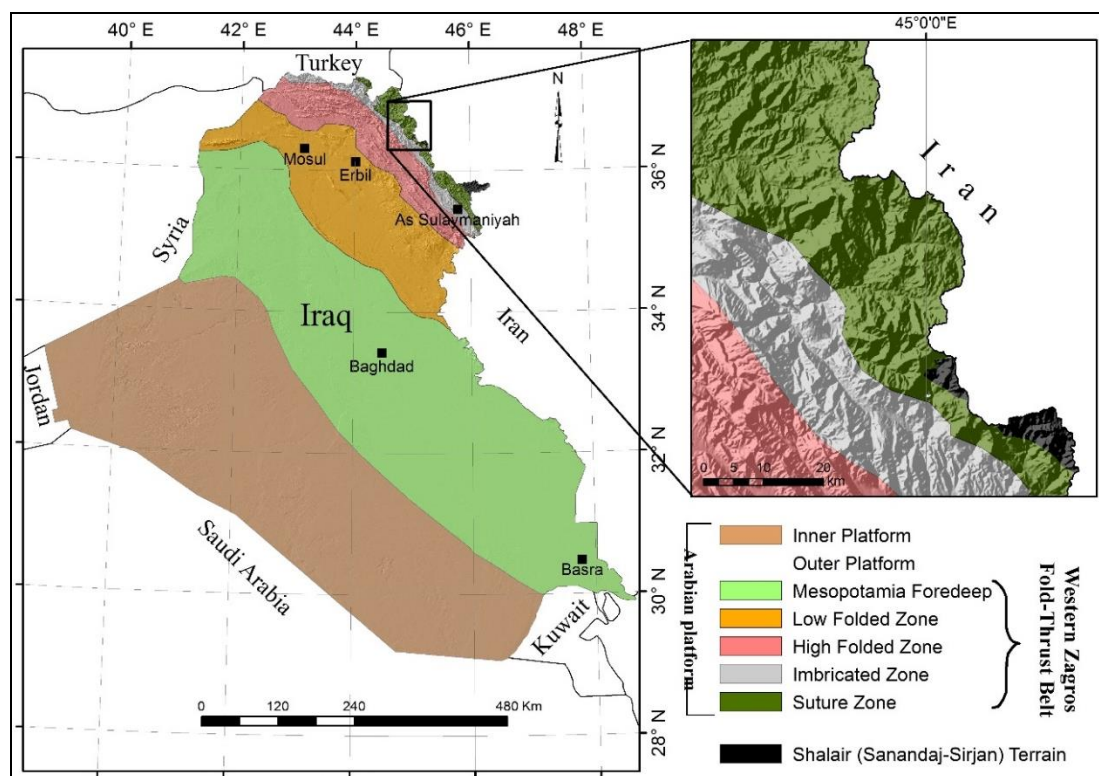 40° E
42° E
44° E
46° E
48° E
Turkey
N
Mosul
Erbil
36° N
As Sulaymaniyah
Syria
Iraq
Iran
34° N
Baghdad
Jordan
32° N
Saudi Arabia
Basra
30° N
Kuwait
0 120 240 480 Km
28° N
45°0'0"E
Iran
0 5 10 20
km
Arabian platform
Inner Platform
Outer Platform
Mesopotamia Foredeep
Low Folded Zone
High Folded Zone
Imbricated Zone
Suture Zone
Western Zagros
Fold-Thrust Belt
Shalair (Sanandaj-Sirjan) Terrain